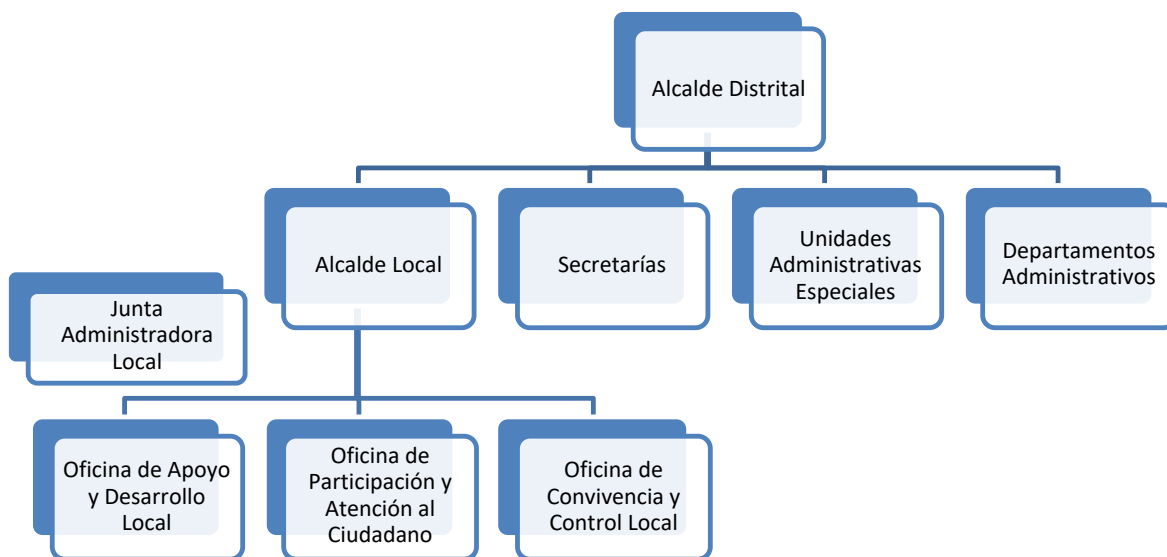 Alcalde Distrital
Alcalde Local
Secretarías
Unidades
Administrativas
Especiales
Departamentos
Administrativos
Junta
Administradora
Local
Oficina de Apoyo
y Desarrollo
Local
Oficina de
Participación y
Atención al
Ciudadano
Oficina de
Convivencia y
Control Local